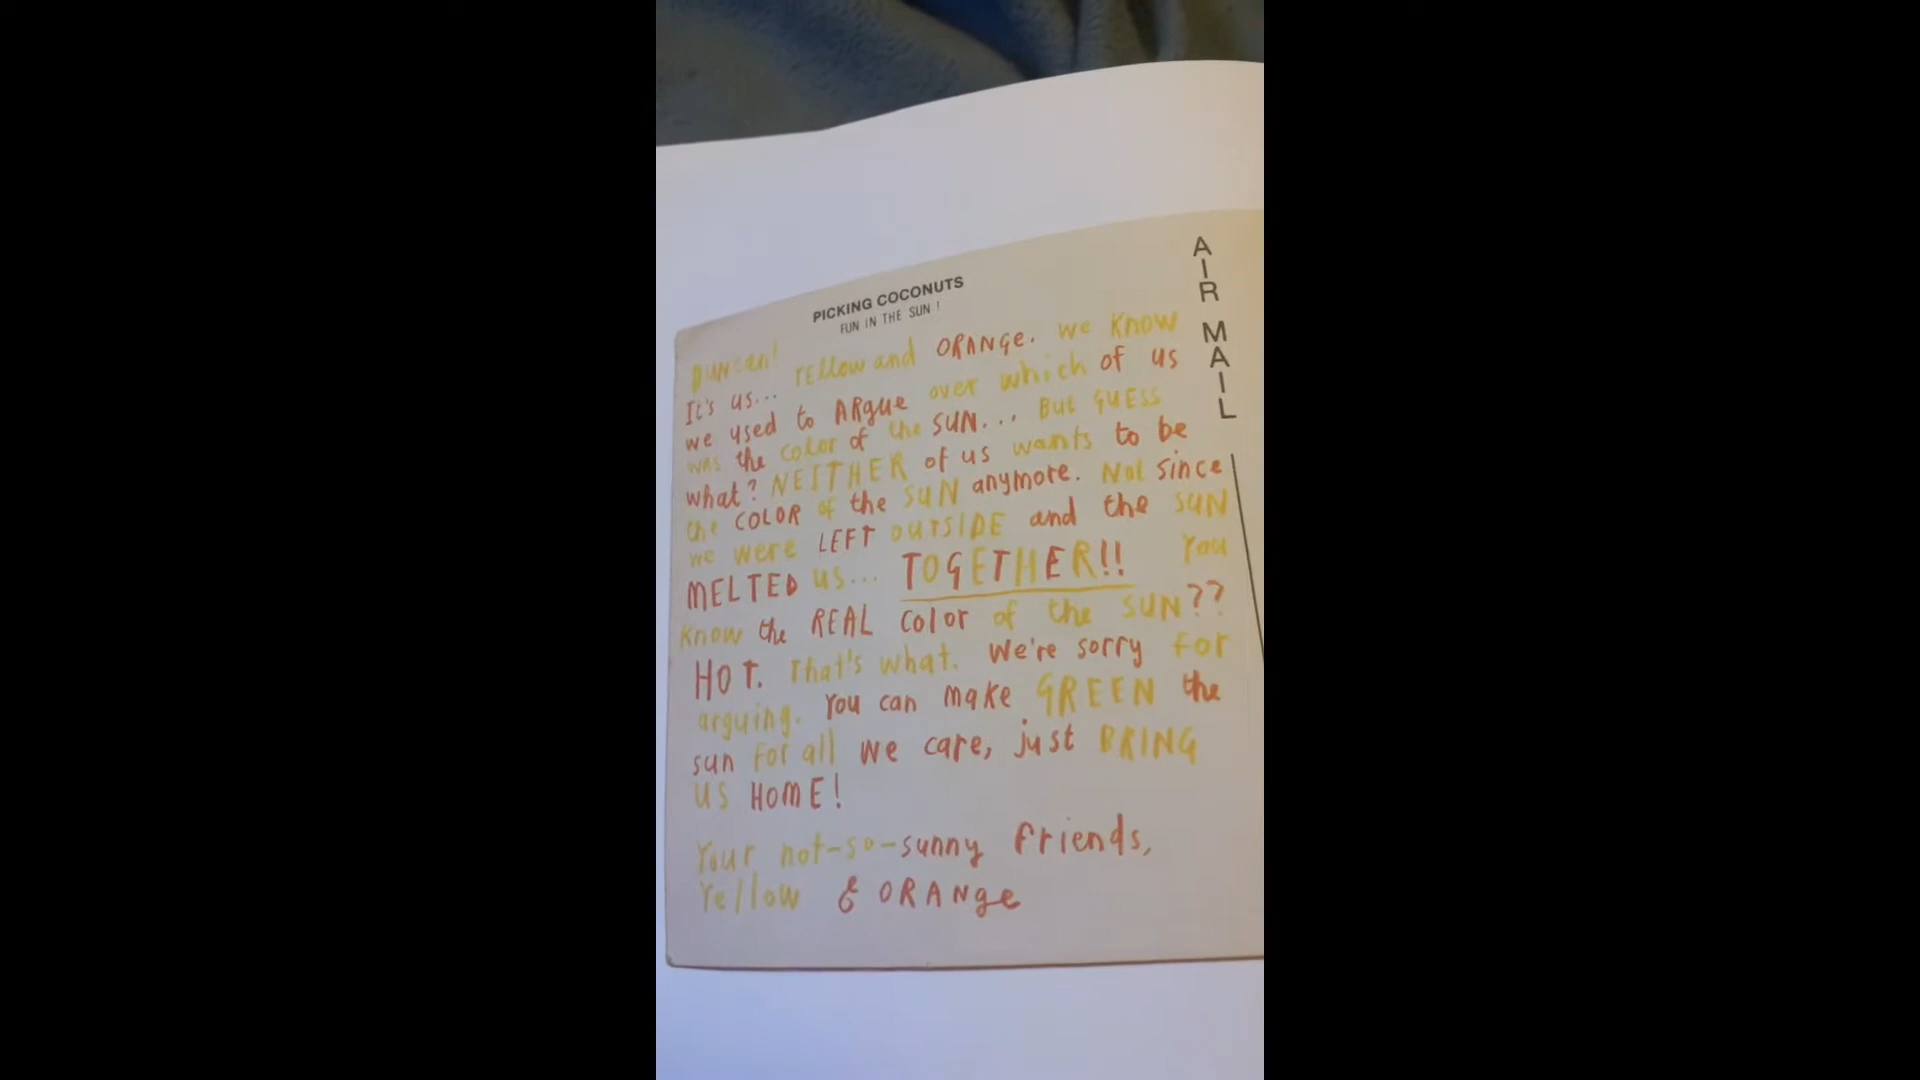 PICKING COCONUTS
FUN IN THE SUN!
AIR MAIL
DUNCAN!
It's us... Yellow and ORANGe. we know
we used to ARgue over which of us
was the color of the SUN... But GUESS
what? NEITHER of us wants to be
the COLOR of the SUN anymore. Not since
we were LEFT OUTSIDE and the SUN
MELTED us... TOGETHER!! You
know the REAL color of the SUN??
HOT. That's what. We're sorry for
arguing. You can make GREEN the
sun for all we care, just BRING
US HOME!
Your not-so-sunny friends,
Yellow & ORANge